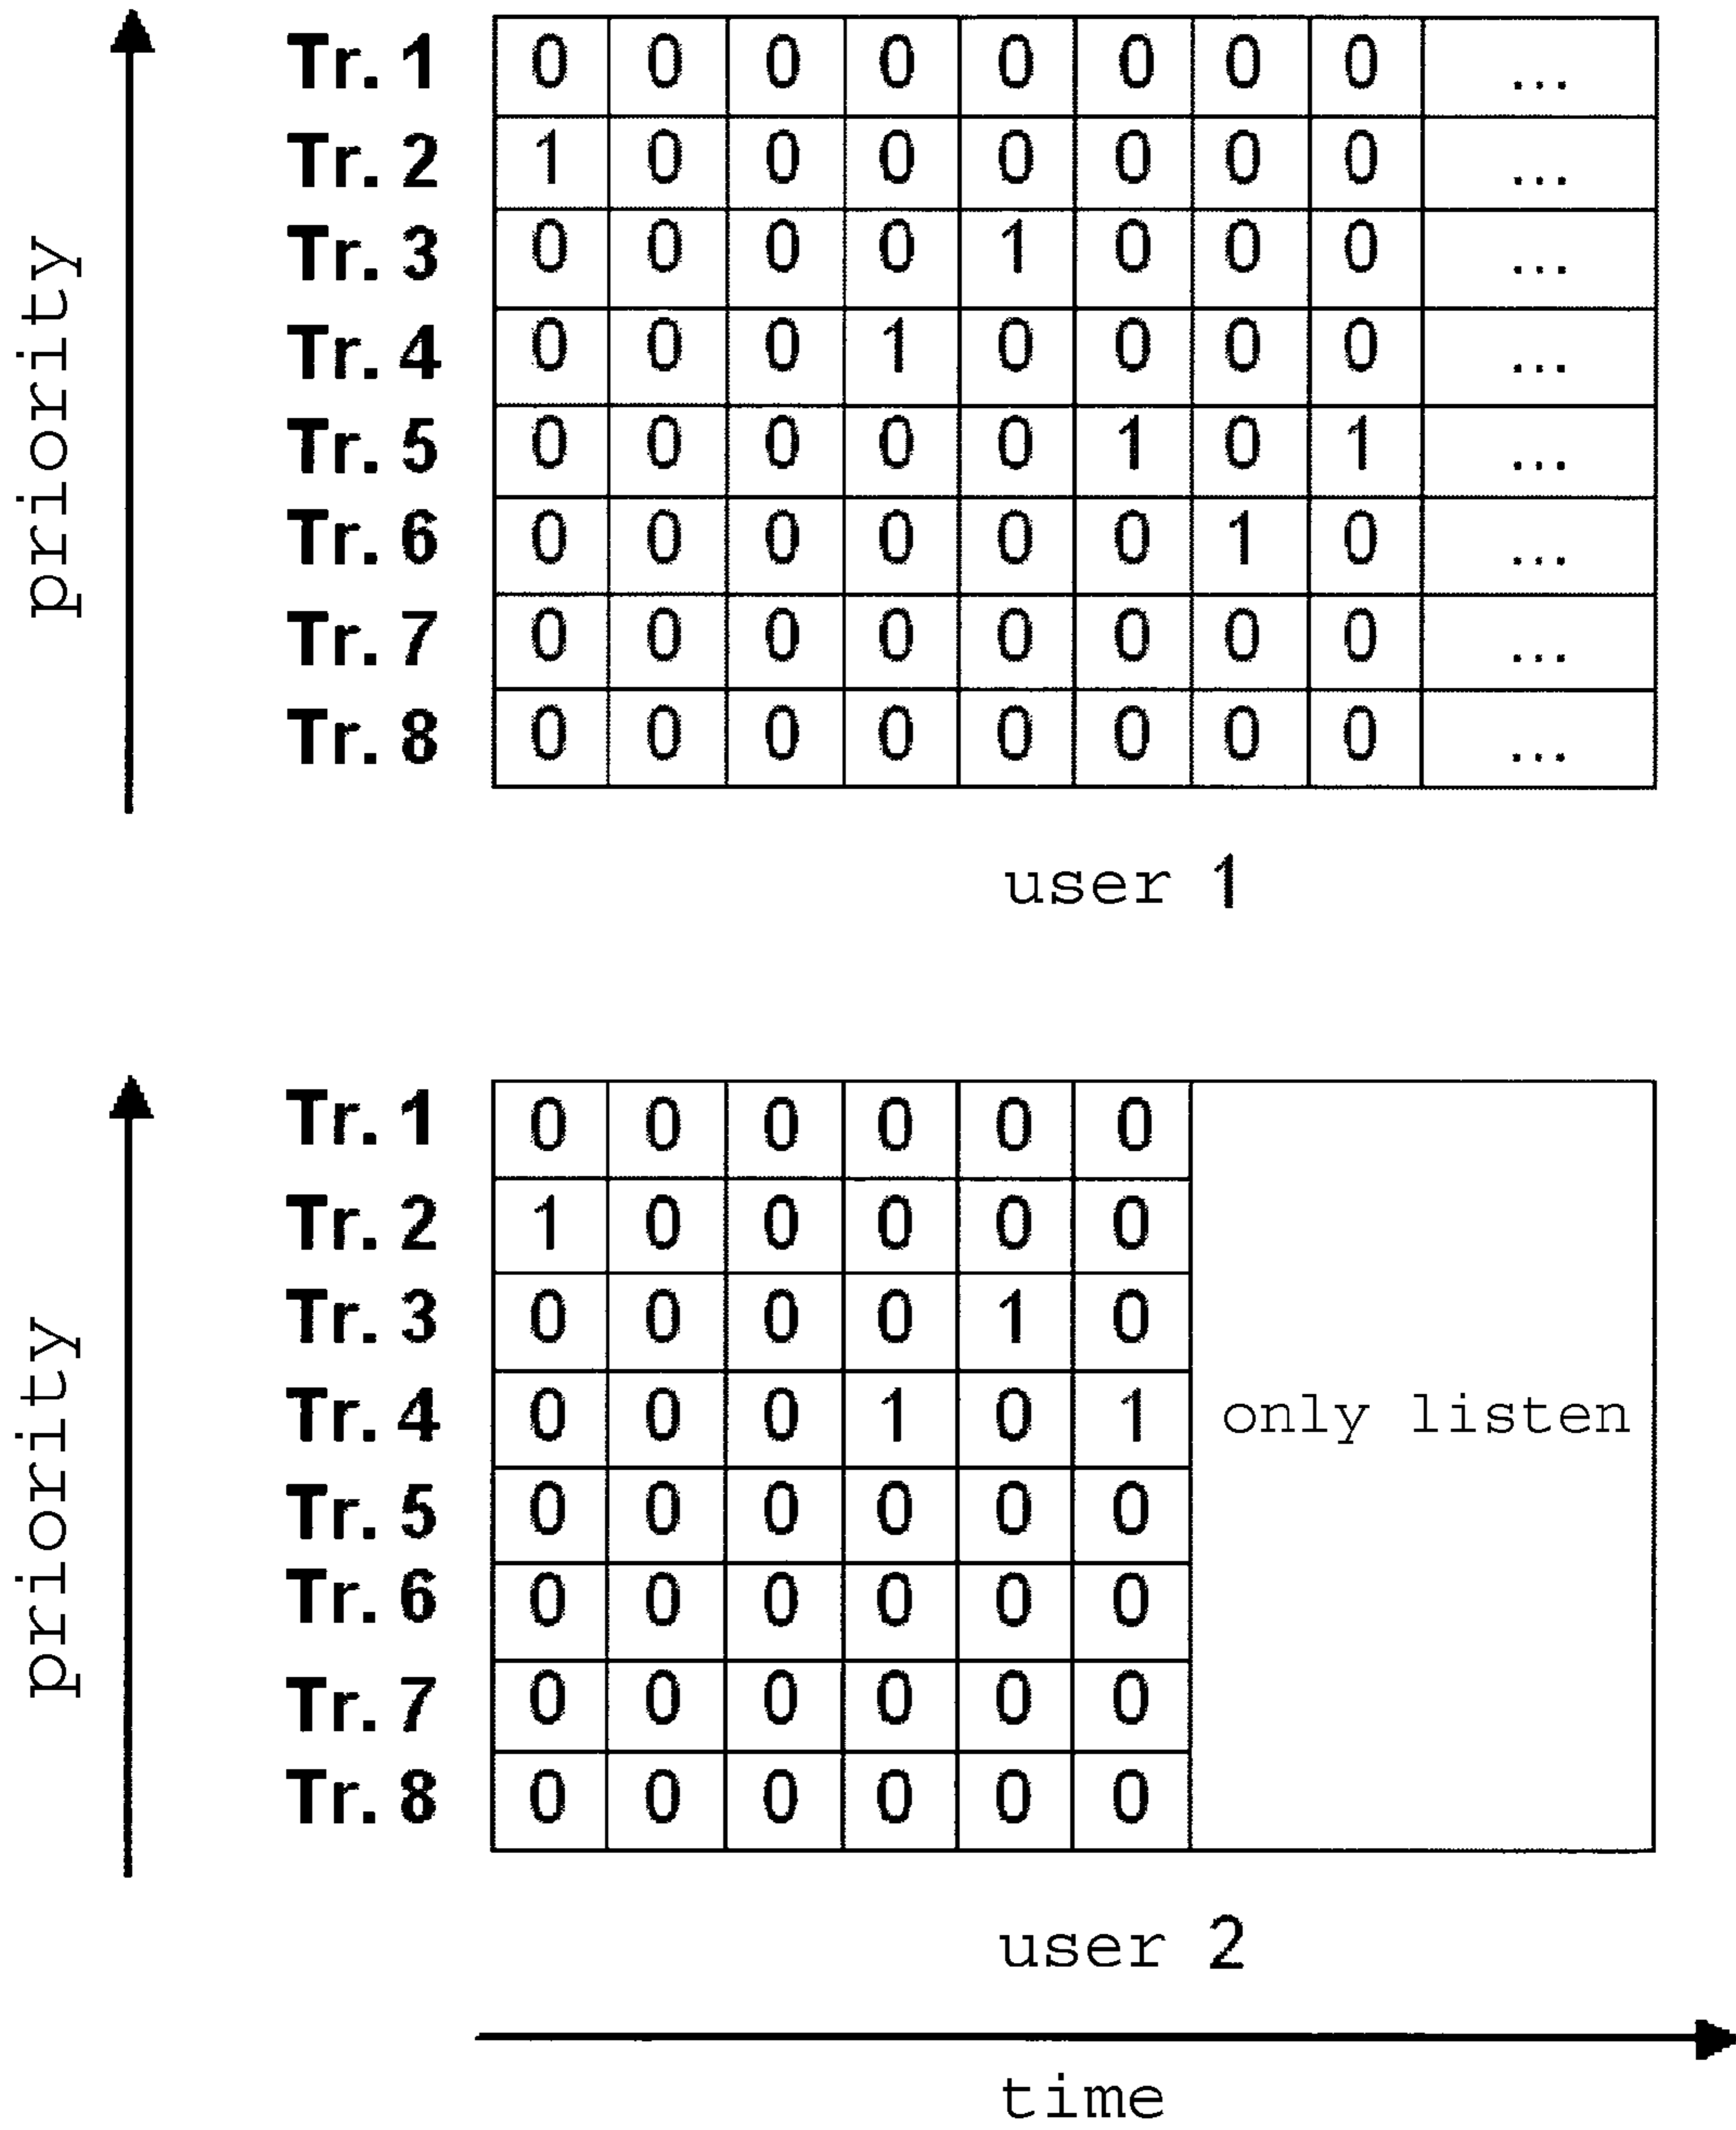 priority
Tr. 1 0 0 0 0 0 0 0 0 ...
Tr. 2 1 0 0 0 0 0 0 0 ...
Tr. 3 0 0 0 0 1 0 0 0 ...
Tr. 4 0 0 0 1 0 0 0 0 ...
Tr. 5 0 0 0 0 0 1 0 1 ...
Tr. 6 0 0 0 0 0 0 1 0 ...
Tr. 7 0 0 0 0 0 0 0 0 ...
Tr. 8 0 0 0 0 0 0 0 0 ...
user 1
priority
Tr. 1 0 0 0 0 0 0
Tr. 2 1 0 0 0 0 0
Tr. 3 0 0 0 0 1 0
Tr. 4 0 0 0 1 0 1 only listen
Tr. 5 0 0 0 0 0 0
Tr. 6 0 0 0 0 0 0
Tr. 7 0 0 0 0 0 0
Tr. 8 0 0 0 0 0 0
user 2
time